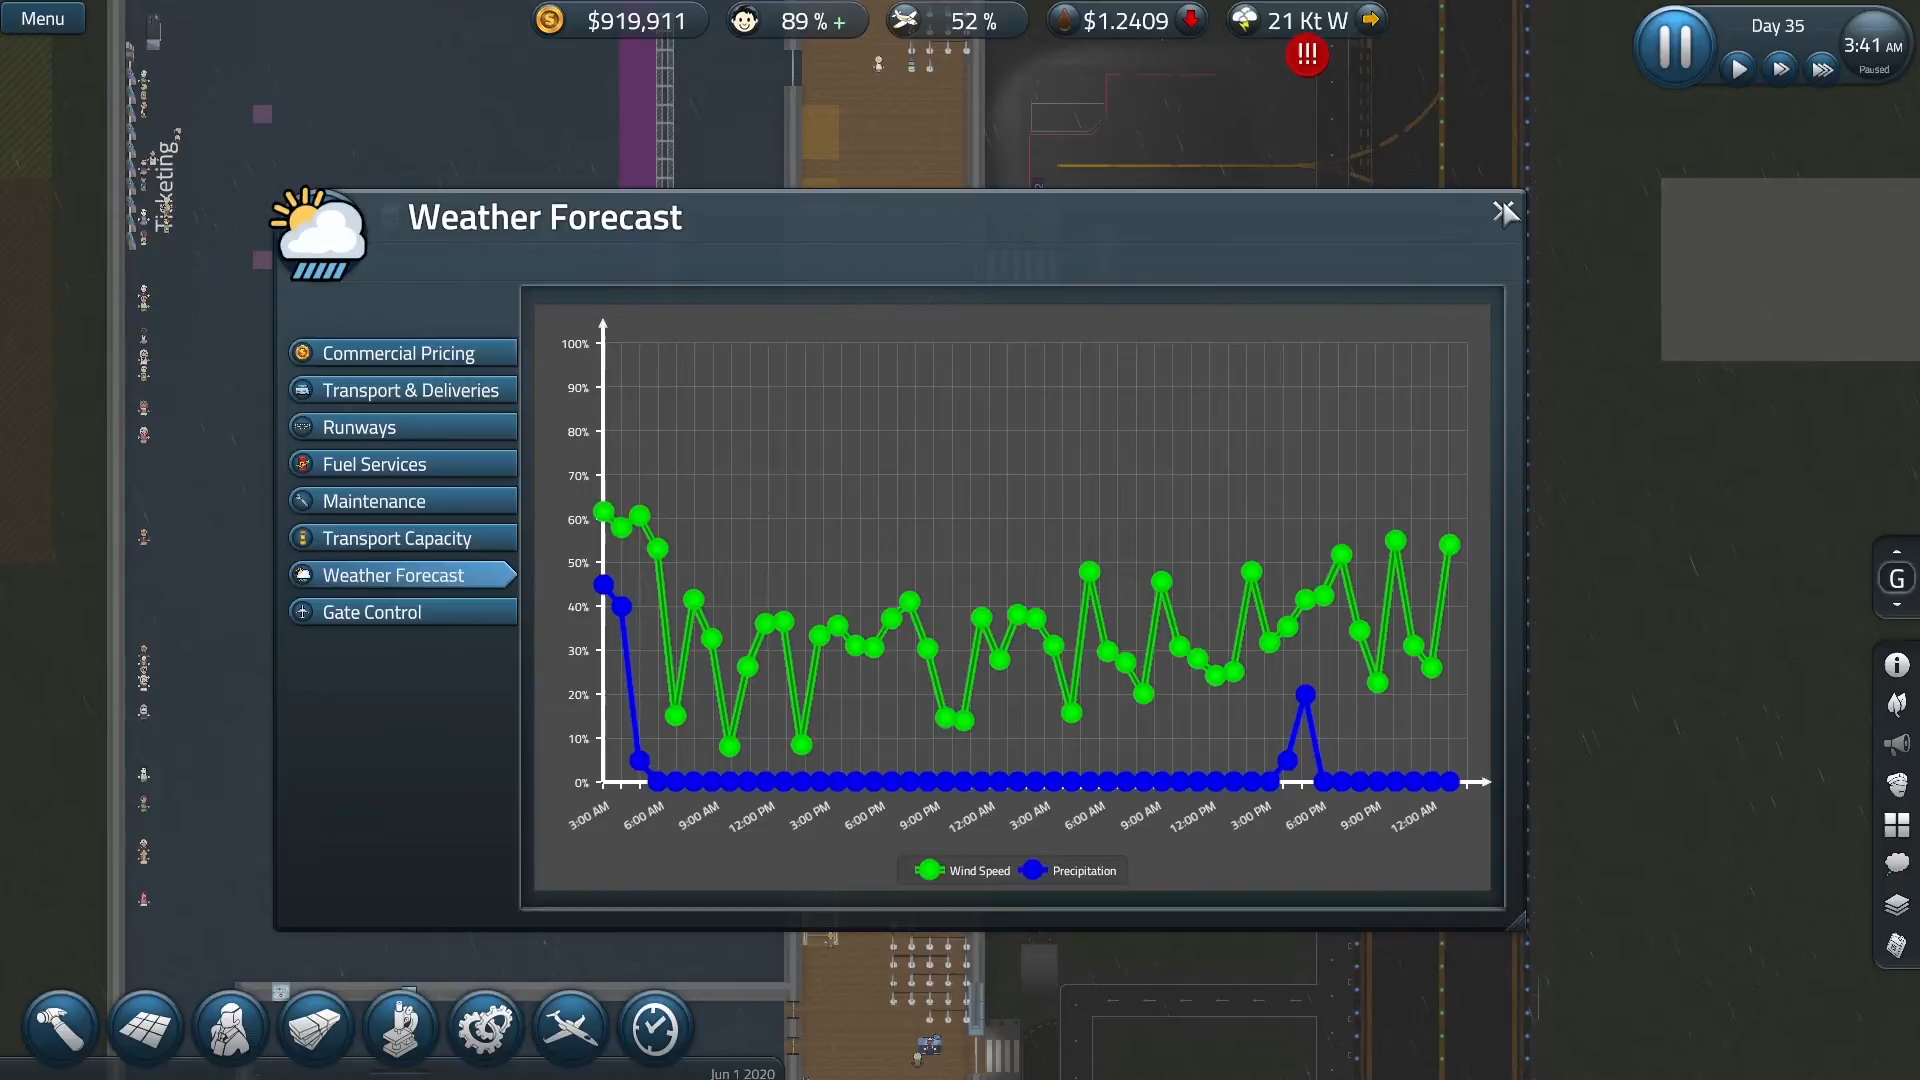 Menu
$919,911
89 % +
52 %
$1.2409
21 Kt W
!!!
Day 35
3:41 AM
Paused
Ticketing
Weather Forecast
Commercial Pricing
Transport & Deliveries
Runways
Fuel Services
Maintenance
Transport Capacity
Weather Forecast
Gate Control
100%
90%
80%
70%
60%
50%
40%
30%
20%
10%
0%
3:00 AM 6:00 AM 9:00 AM 12:00 PM 3:00 PM 6:00 PM 9:00 PM 12:00 AM 3:00 AM 6:00 AM 9:00 AM 12:00 PM 3:00 PM 6:00 PM 9:00 PM 12:00 AM
Wind Speed Precipitation
G
Jun 1 2020